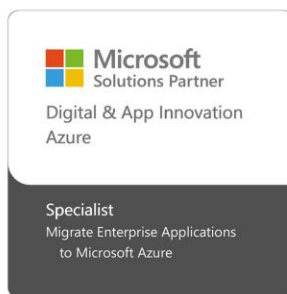 Microsoft
Solutions Partner
Digital & App Innovation
Azure
Specialist
Migrate Enterprise Applications
to Microsoft Azure